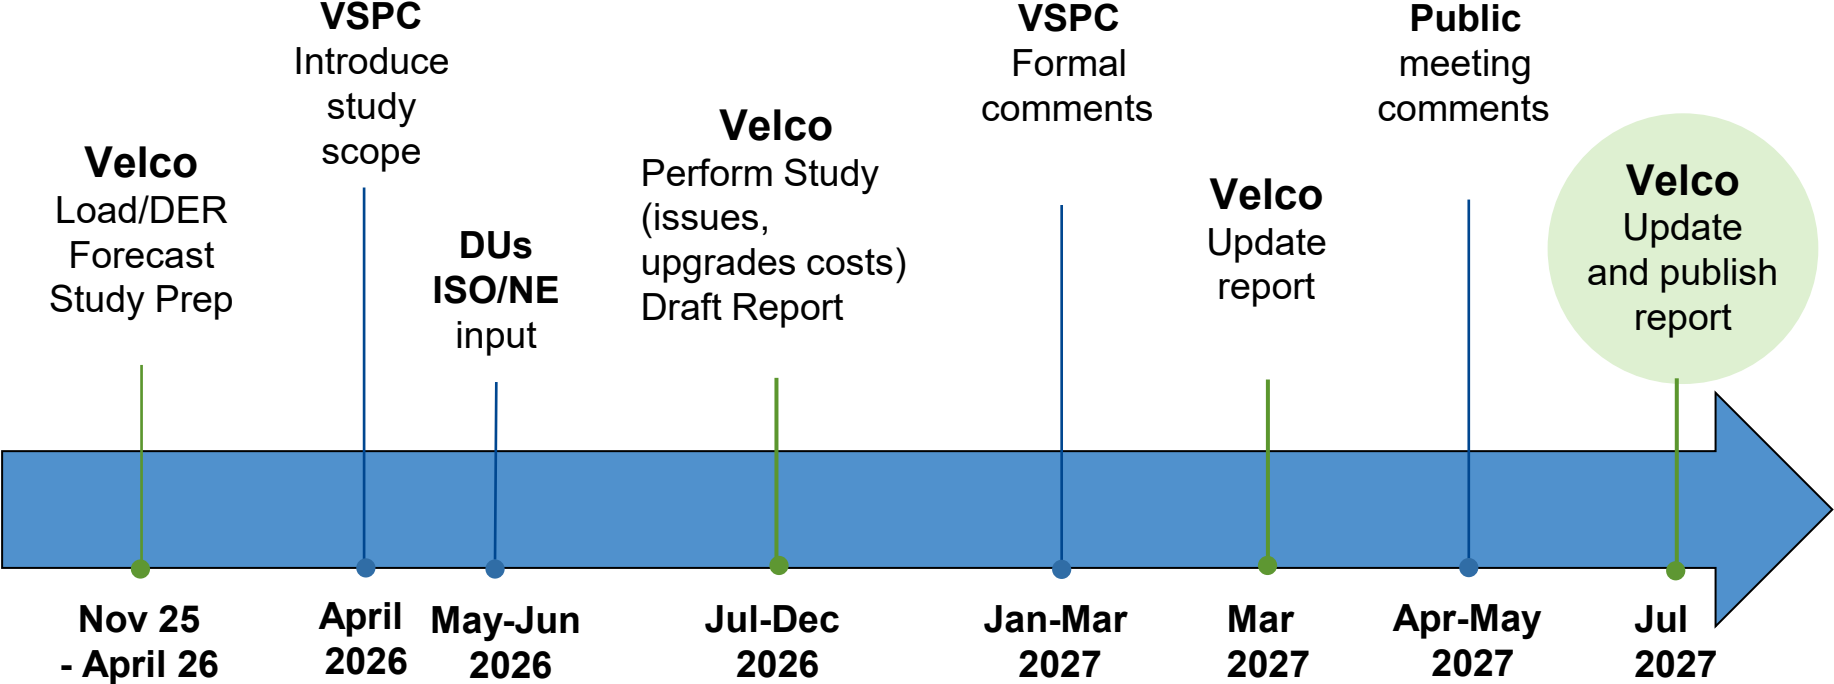 Velco
Load/DER
Forecast
Study Prep
Nov 25
- April 26
VSPC
Introduce
study
scope
April
2026
DUs
ISO/NE
input
May-Jun
2026
Velco
Perform Study
(issues,
upgrades costs)
Draft Report
Jul-Dec
2026
VSPC
Formal
comments
Jan-Mar
2027
Velco
Update
report
Mar
2027
Public
meeting
comments
Apr-May
2027
Velco
Update
and publish
report
Jul
2027